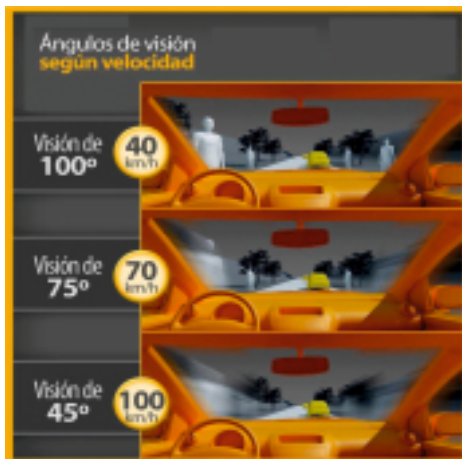 Ángulos de visión
según velocidad
Visión de
100º
40
km/h
Visión de
75º
70
km/h
Visión de
45º
100
km/h